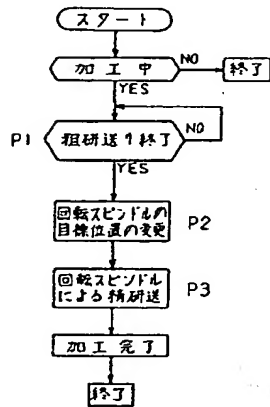 スタート
加工中
NO
終了
YES
P1
粗研送り終了
NO
YES
回転スピンドルの
目標位置の変更
P2
回転スピンドル
による精研送
P3
加工完了
終了